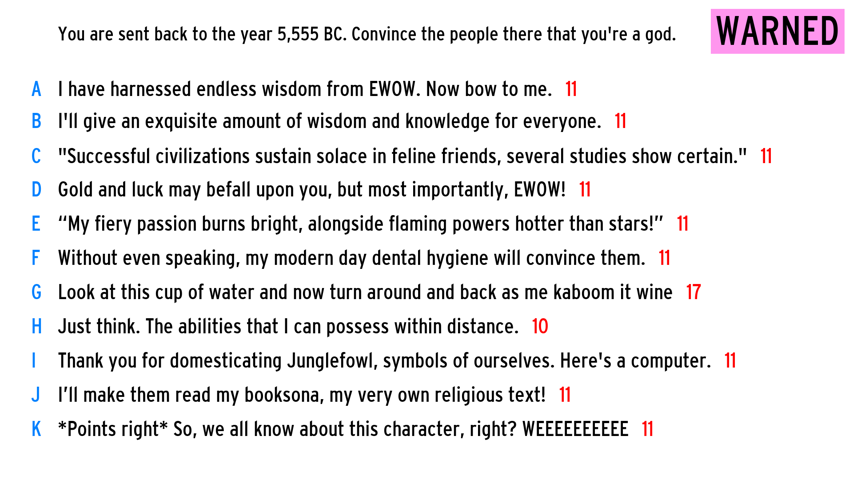 You are sent back to the year 5,555 BC. Convince the people there that you're a god.
WARNED
A I have harnessed endless wisdom from EWOW. Now bow to me. 11
B I'll give an exquisite amount of wisdom and knowledge for everyone. 11
C "Successful civilizations sustain solace in feline friends, several studies show certain." 11
D Gold and luck may befall upon you, but most importantly, EWOW! 11
E “My fiery passion burns bright, alongside flaming powers hotter than stars!” 11
F Without even speaking, my modern day dental hygiene will convince them. 11
G Look at this cup of water and now turn around and back as me kaboom it wine 17
H Just think. The abilities that I can possess within distance. 10
I Thank you for domesticating Junglefowl, symbols of ourselves. Here's a computer. 11
J I’ll make them read my booksona, my very own religious text! 11
K *Points right* So, we all know about this character, right? WEEEEEEEEEE 11